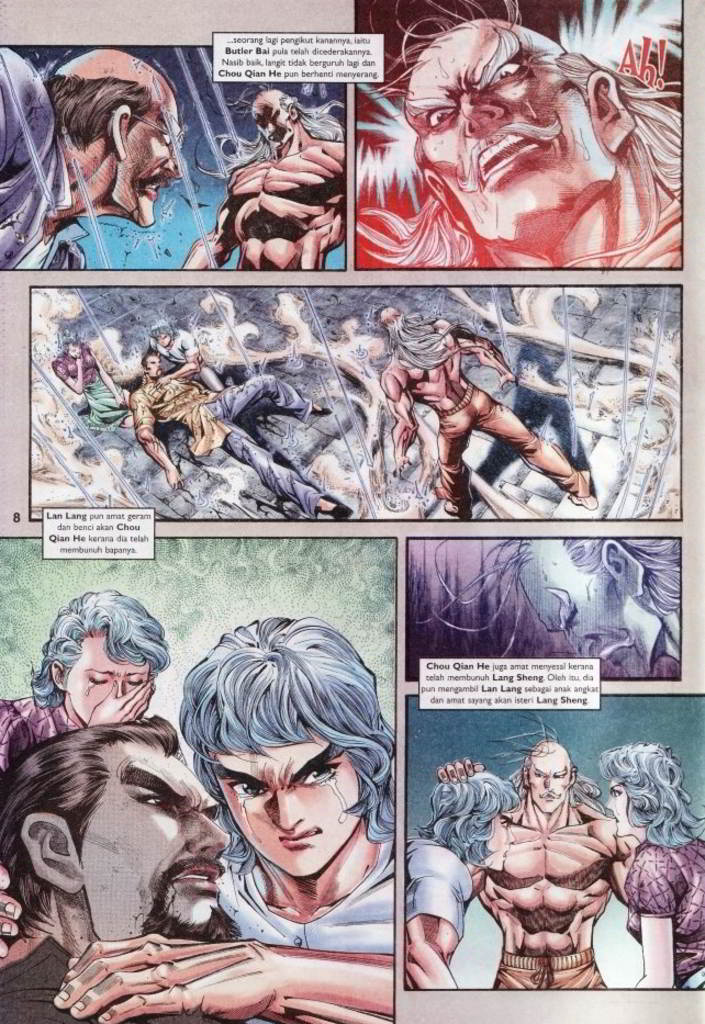 ...seorang lagi pengikut kanannya, iaitu
Butler Bai pula telah dicederakannya.
Nasib baik, langit tidak berguruh lagi dan
Chou Qian He pun berhenti menyerang.
Ah!
8
Lan Lang pun amat geram
dan benci akan Chou
Qian He kerana dia telah
membunuh bapanya.
Chou Qian He juga amat menyesal kerana
telah membunuh Lang Sheng. Oleh itu, dia
pun mengambil Lan Lang sebagai anak angkat
dan amat sayang akan isteri Lang Sheng.